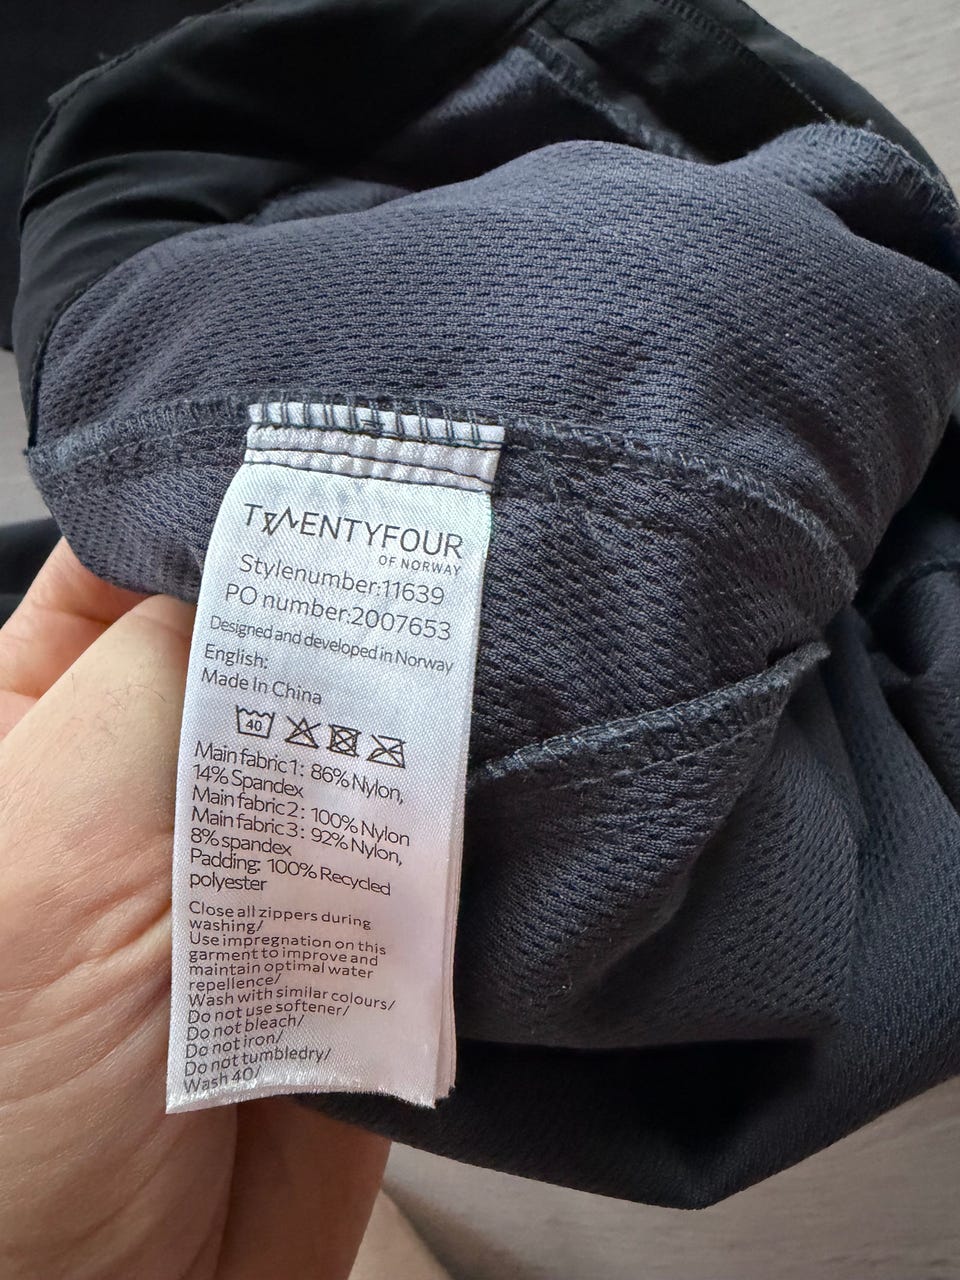 TWENTYFOUR
OF NORWAY
Stylenumber:11639
PO number:2007653
Designed and developed in Norway
English:
Made In China
40
Main fabric 1: 86% Nylon,
14% Spandex
Main fabric 2: 100% Nylon
Main fabric 3: 92% Nylon,
8% spandex
Padding: 100% Recycled
polyester
Close all zippers during
washing/
Use impregnation on this
garment to improve and
maintain optimal water
repellence/
Wash with similar colours/
Do not use softener/
Do not bleach/
Do not iron/
Do not tumbledry/
Wash 40/